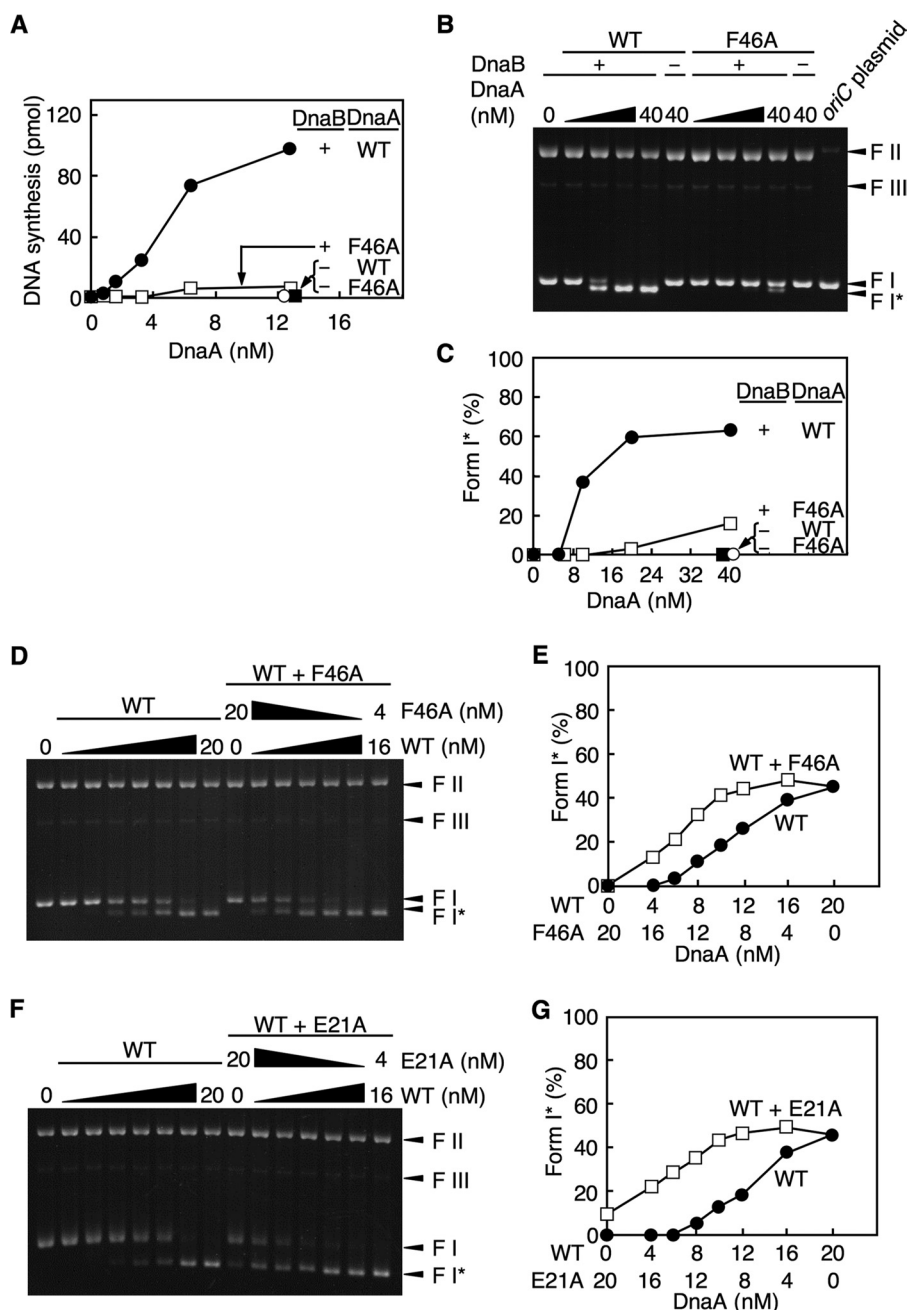 A
DNA synthesis (pmol)
120
80
40
0
0 4 8 12 16
DnaA (nM)
DnaB DnaA
+ WT
+ F46A
− WT
− F46A
B
WT F46A
DnaB + − + −
DnaA
(nM) 0 40 40 40 40
oriC plasmid
F II
F III
F I
F I*
C
Form I* (%)
100
80
60
40
20
0
0 8 16 24 32 40
DnaA (nM)
DnaB DnaA
+ WT
+ F46A
− WT
− F46A
D
WT + F46A
WT 20 4 F46A (nM)
0 20 0 16 WT (nM)
F II
F III
F I
F I*
E
Form I* (%)
100
80
60
40
20
0
WT + F46A
WT
WT 0 4 8 12 16 20
F46A 20 16 12 8 4 0
DnaA (nM)
F
WT + E21A
WT 20 4 E21A (nM)
0 20 0 16 WT (nM)
F II
F III
F I
F I*
G
Form I* (%)
100
80
60
40
20
0
WT + E21A
WT
WT 0 4 8 12 16 20
E21A 20 16 12 8 4 0
DnaA (nM)